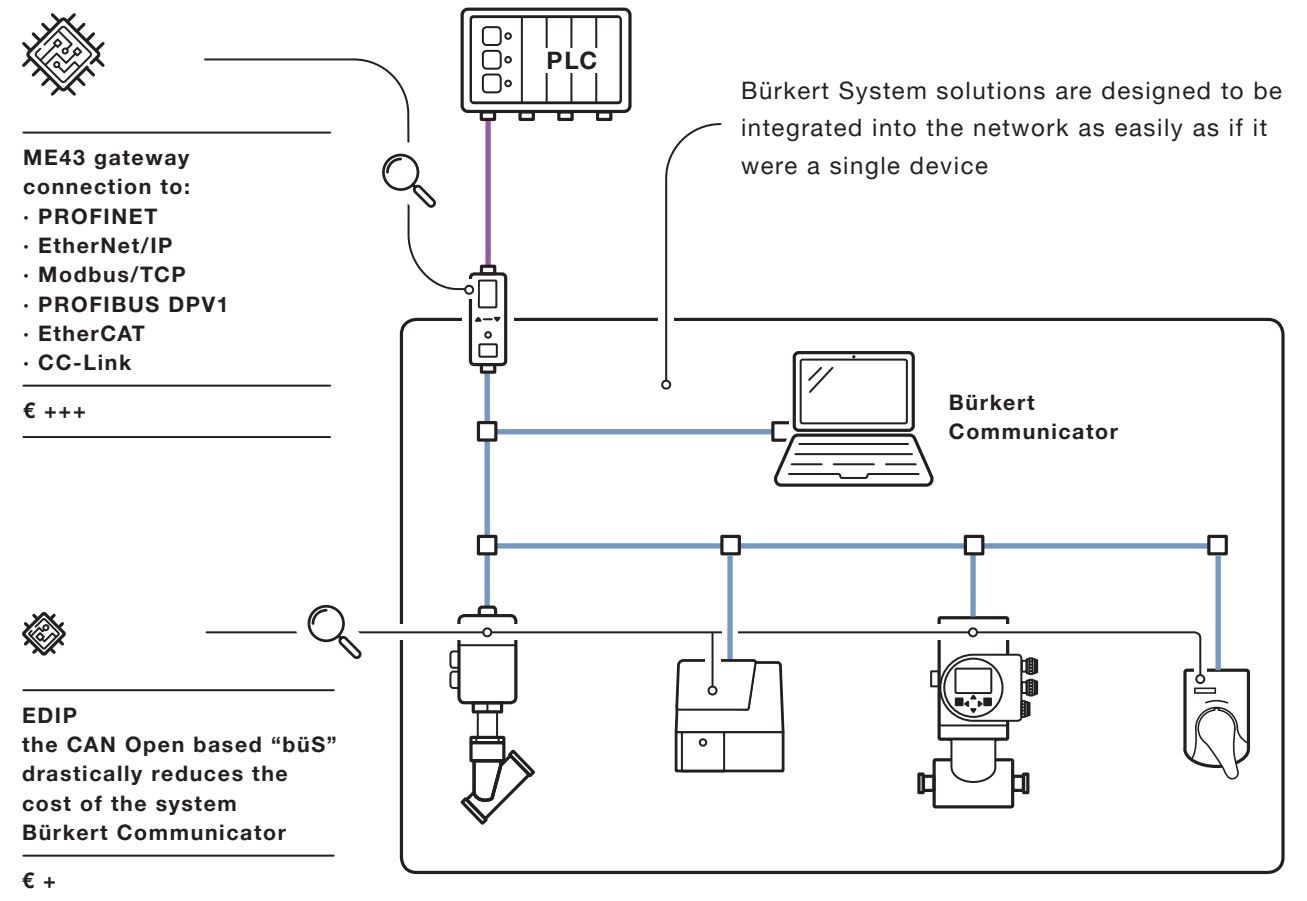 PLC
Bürkert System solutions are designed to be
integrated into the network as easily as if it
were a single device
ME43 gateway
connection to:
· PROFINET
· EtherNet/IP
· Modbus/TCP
· PROFIBUS DPV1
· EtherCAT
· CC-Link
€ +++
Bürkert
Communicator
EDIP
the CAN Open based “büS”
drastically reduces the
cost of the system
Bürkert Communicator
€ +